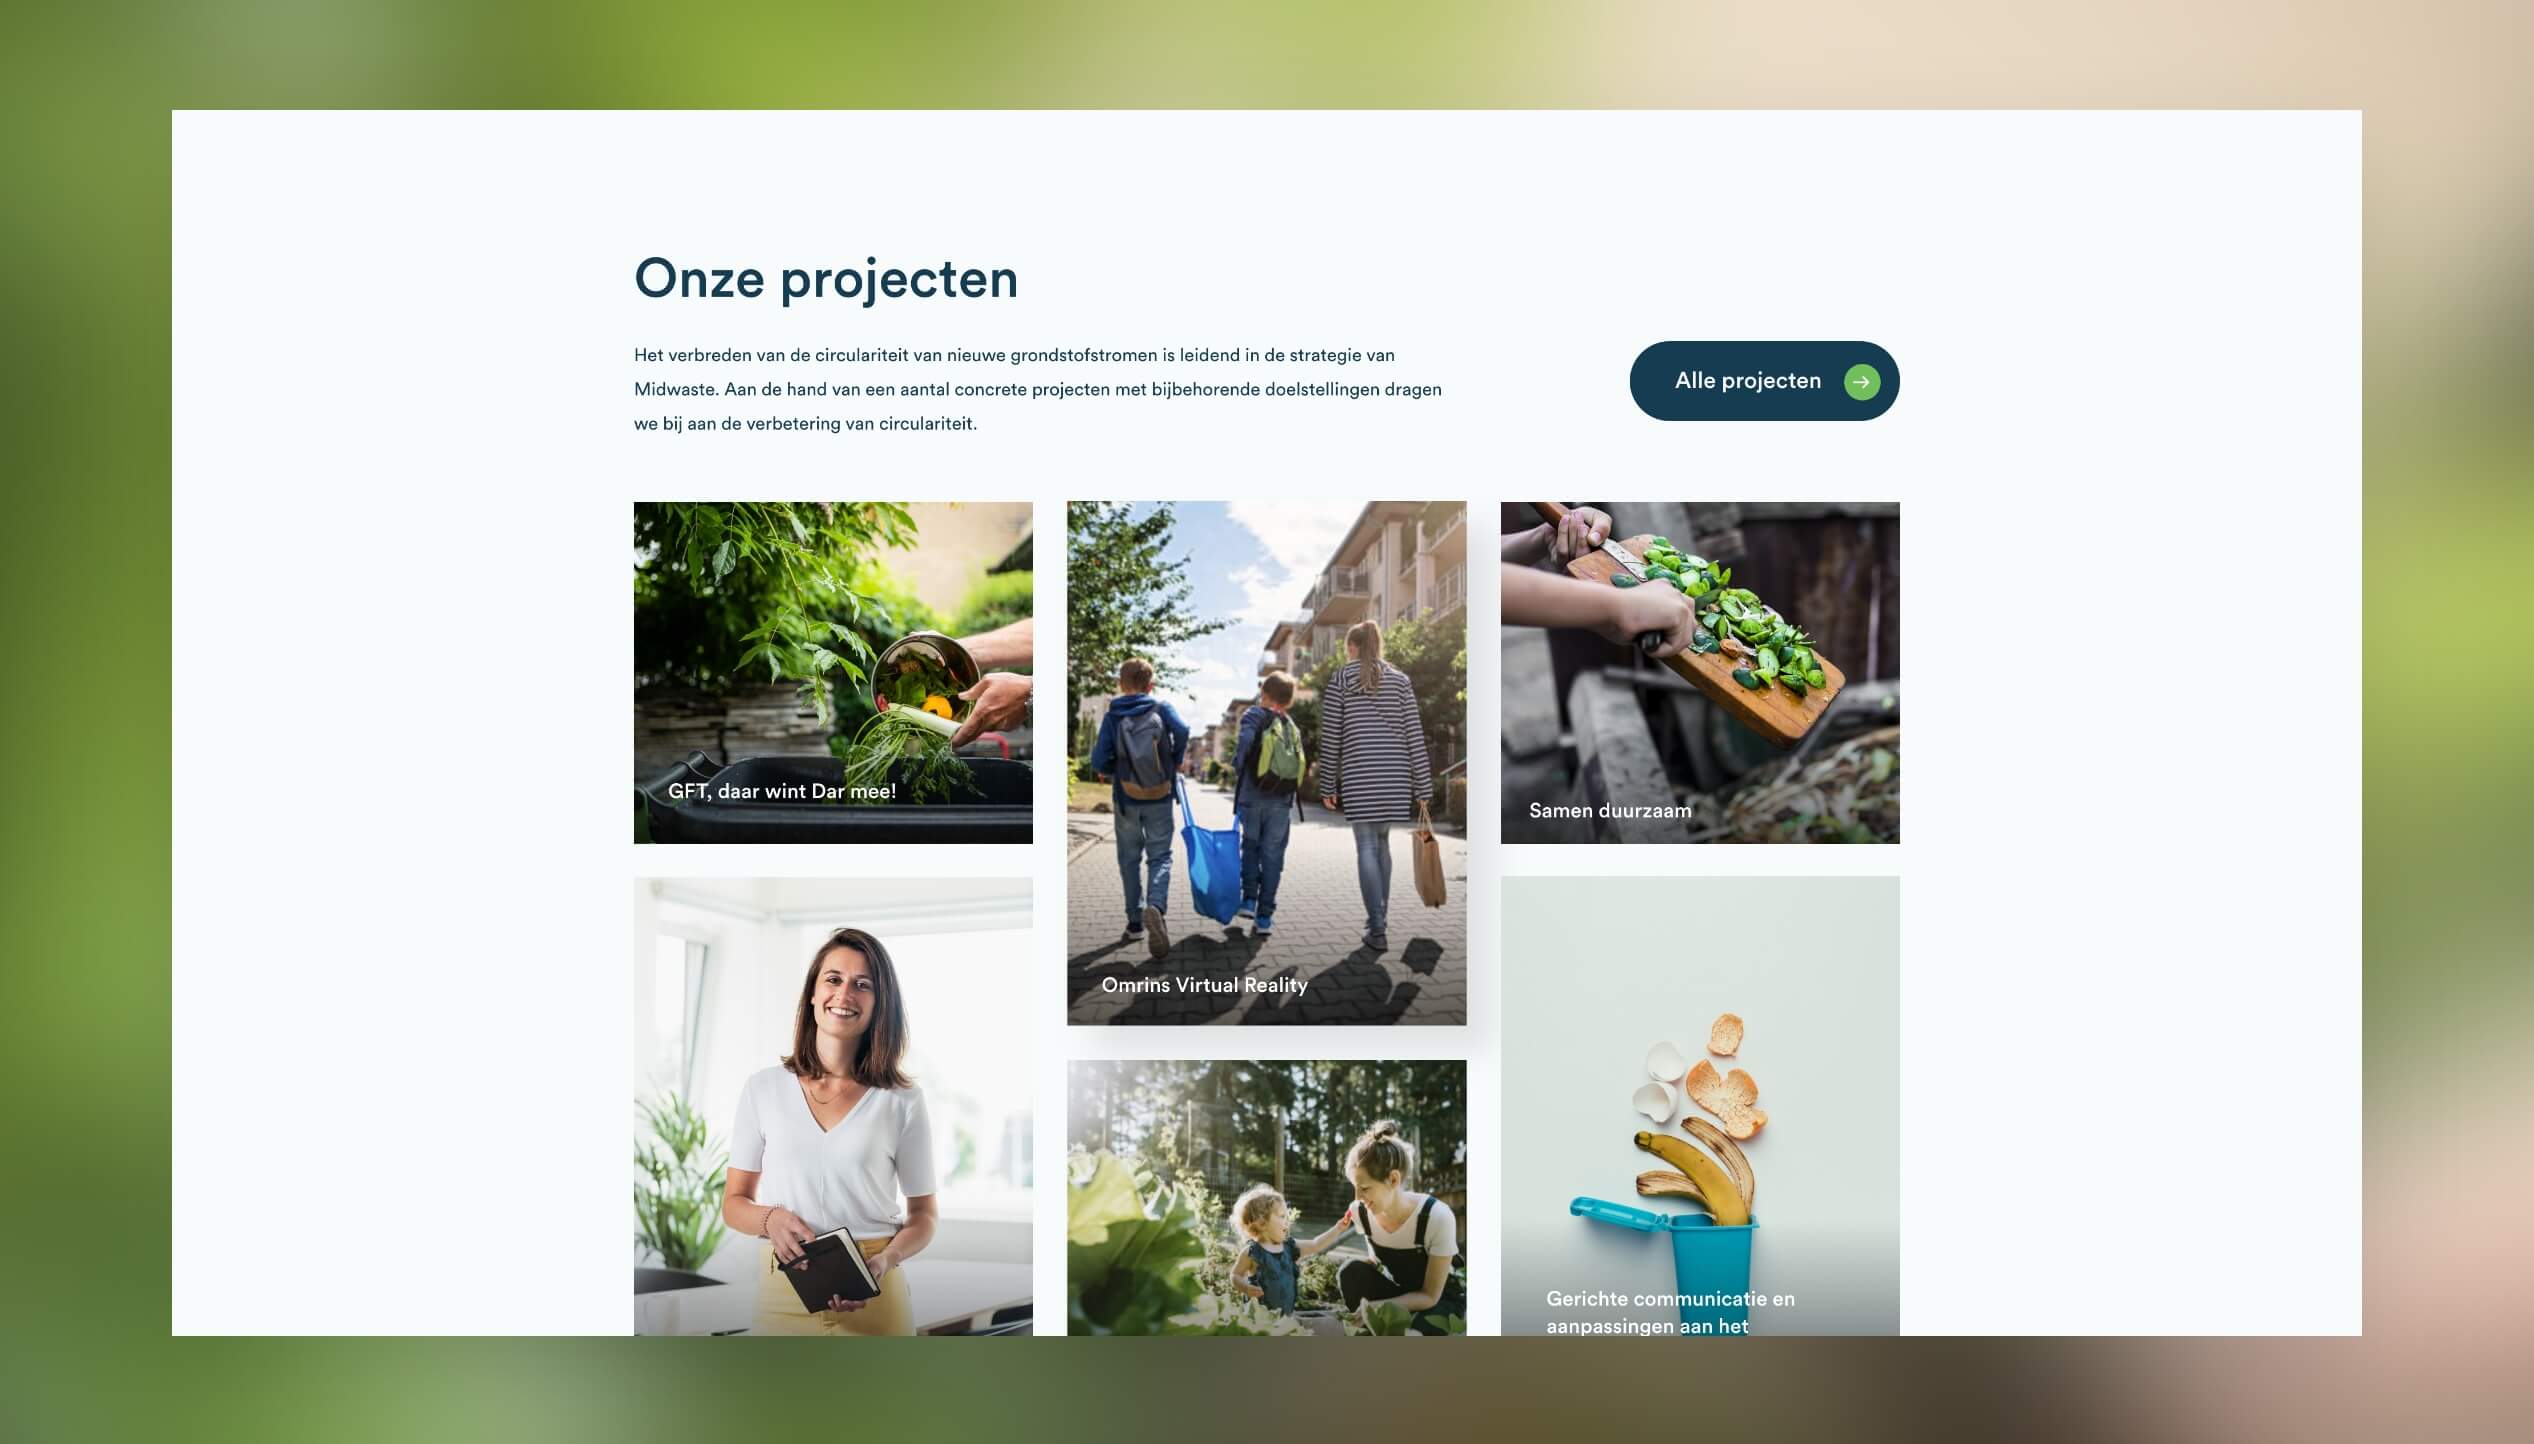 Onze projecten
Het verbreden van de circulariteit van nieuwe grondstofstromen is leidend in de strategie van
Midwaste. Aan de hand van een aantal concrete projecten met bijbehorende doelstellingen dragen
we bij aan de verbetering van circulariteit.
Alle projecten
GFT, daar wint Dar mee!
Omrins Virtual Reality
Samen duurzaam
Gerichte communicatie en
aanpassingen aan het